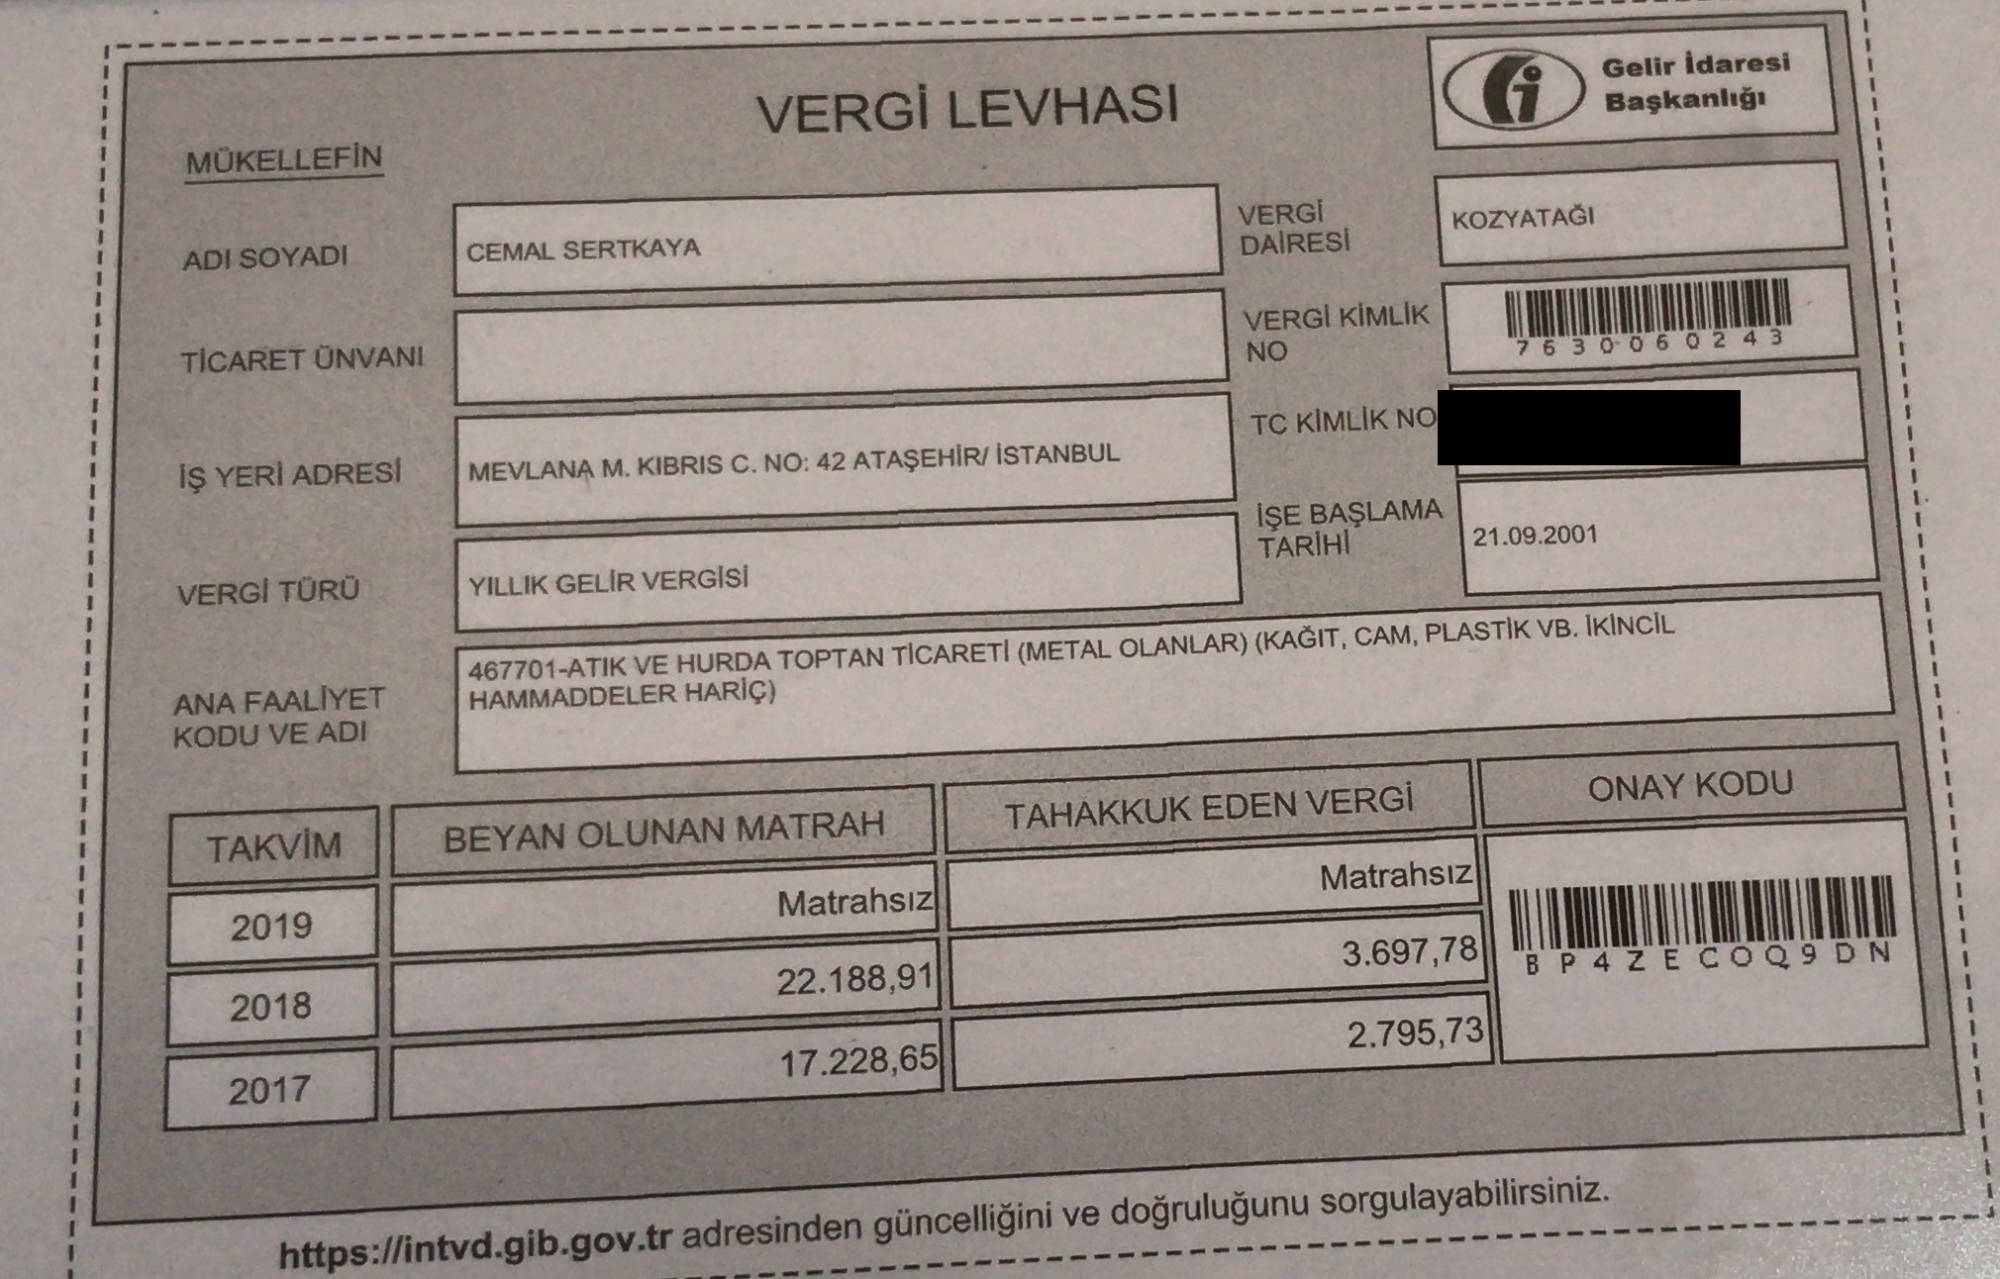 VERGİ LEVHASI
Gelir İdaresi
Başkanlığı
MÜKELLEFİN
ADI SOYADI
CEMAL SERTKAYA
VERGİ
DAİRESİ
KOZYATAĞI
TİCARET ÜNVANI
VERGİ KİMLİK
NO
7630060243
İŞ YERİ ADRESİ
MEVLANA M. KIBRIS C. NO: 42 ATAŞEHİR/ İSTANBUL
TC KİMLİK NO
VERGİ TÜRÜ
YILLIK GELİR VERGİSİ
İŞE BAŞLAMA
TARİHİ
21.09.2001
ANA FAALİYET
KODU VE ADI
467701-ATIK VE HURDA TOPTAN TİCARETİ (METAL OLANLAR) (KAĞIT, CAM, PLASTİK VB. İKİNCİL
HAMMADDELER HARİÇ)
TAKVİM BEYAN OLUNAN MATRAH TAHAKKUK EDEN VERGİ ONAY KODU
2019 Matrahsız Matrahsız
2018 22.188,91 3.697,78
2017 17.228,65 2.795,73
BP4ZECOQ9DN
https://intvd.gib.gov.tr adresinden güncelliğini ve doğruluğunu sorgulayabilirsiniz.